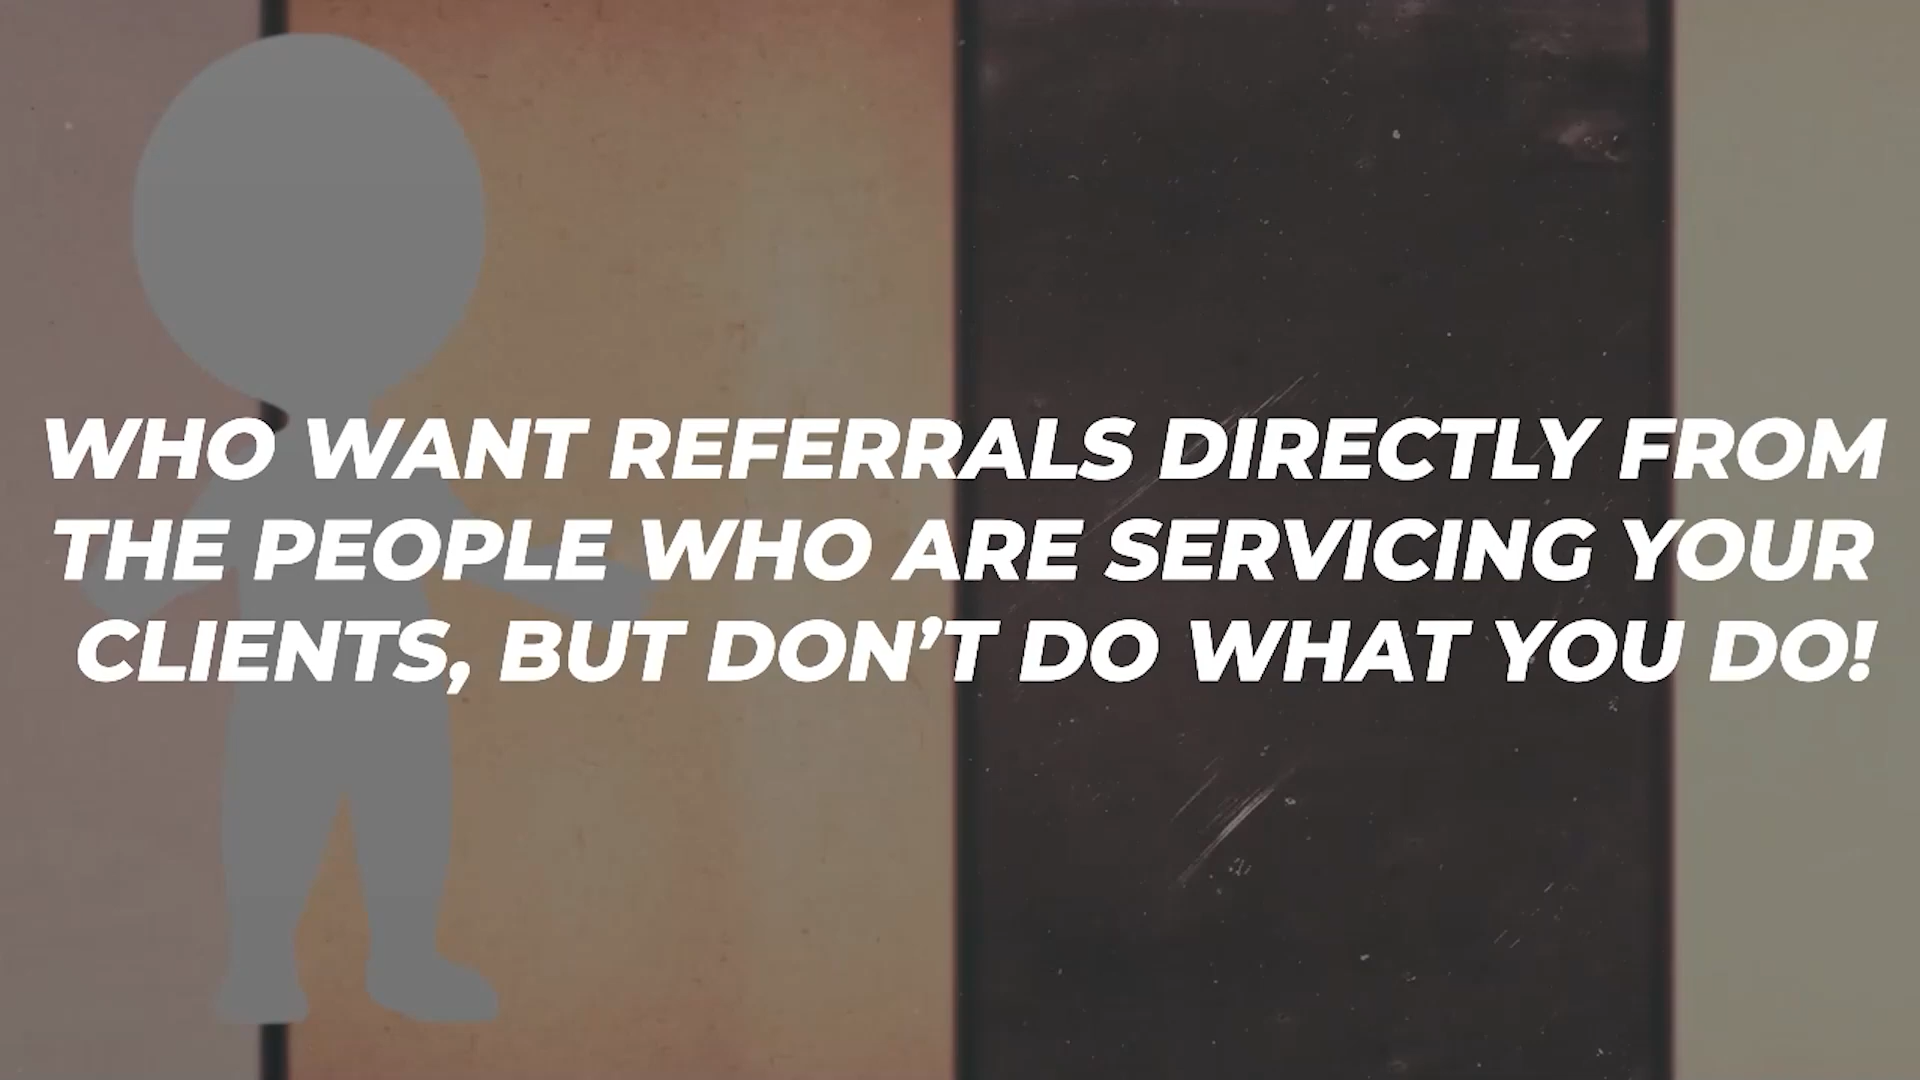 WHO WANT REFERRALS DIRECTLY FROM
THE PEOPLE WHO ARE SERVICING YOUR
CLIENTS, BUT DON’T DO WHAT YOU DO!